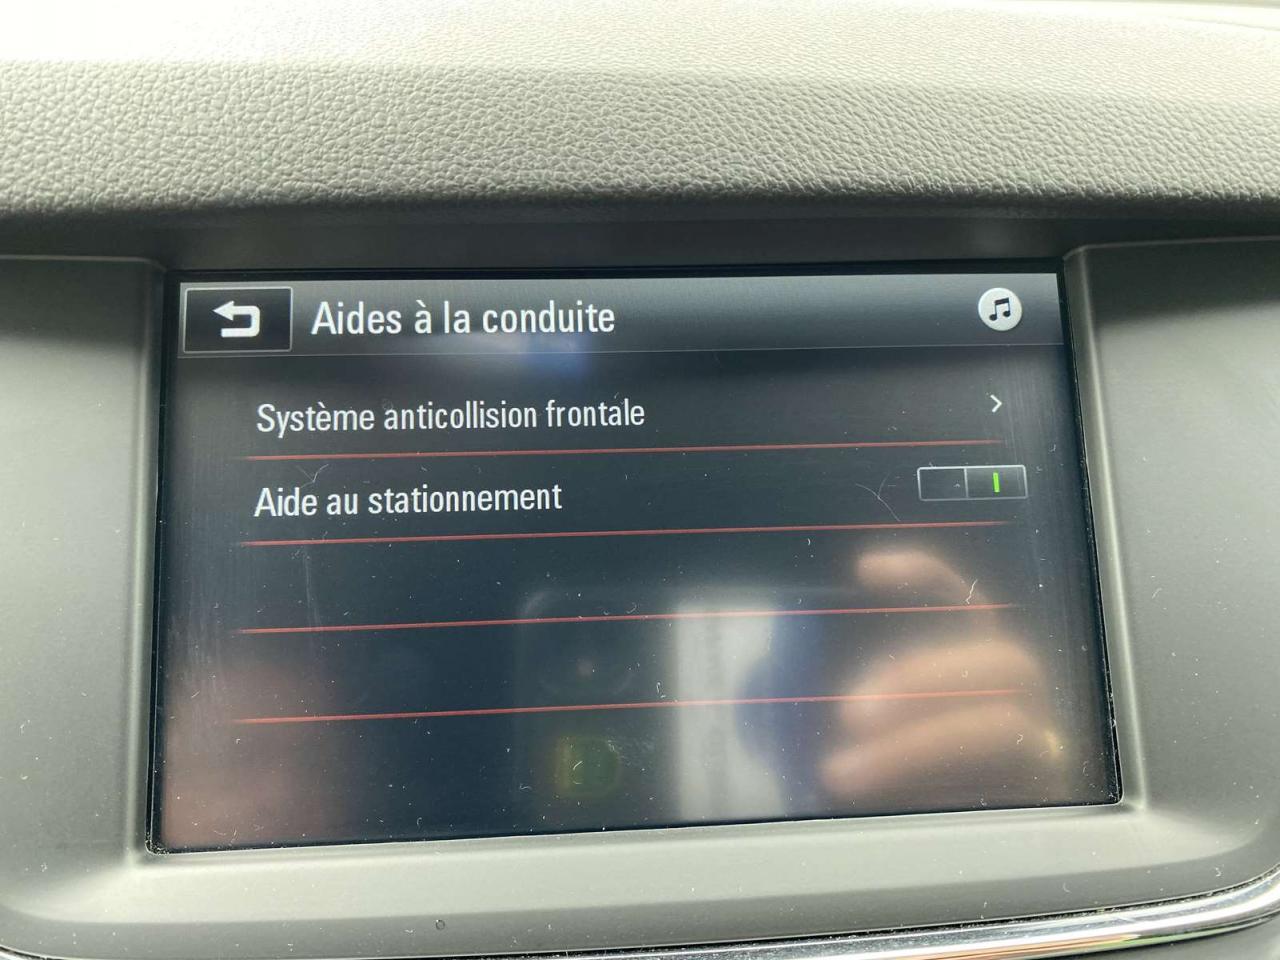 Aides à la conduite
Système anticollision frontale
Aide au stationnement